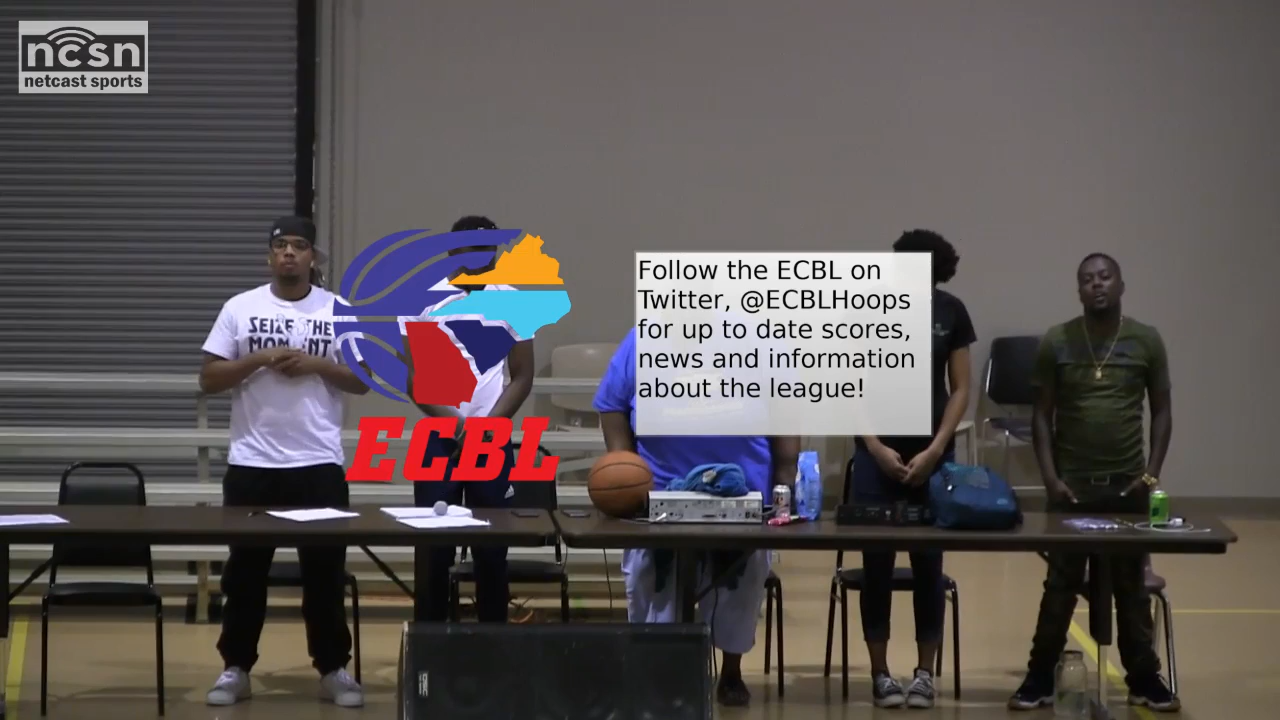 ncsn
netcast sports
SEIZE THE
MOMENT
Follow the ECBL on
Twitter, @ECBLHoops
for up to date scores,
news and information
about the league!
ECBL